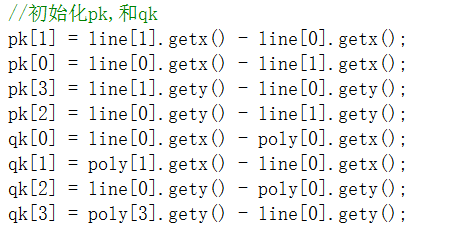 //初始化pk,和qk
pk[1] = line[1].getx() - line[0].getx();
pk[0] = line[0].getx() - line[1].getx();
pk[3] = line[1].gety() - line[0].gety();
pk[2] = line[0].gety() - line[1].gety();
qk[0] = line[0].getx() - poly[0].getx();
qk[1] = poly[1].getx() - line[0].getx();
qk[2] = line[0].gety() - poly[0].gety();
qk[3] = poly[3].gety() - line[0].gety();